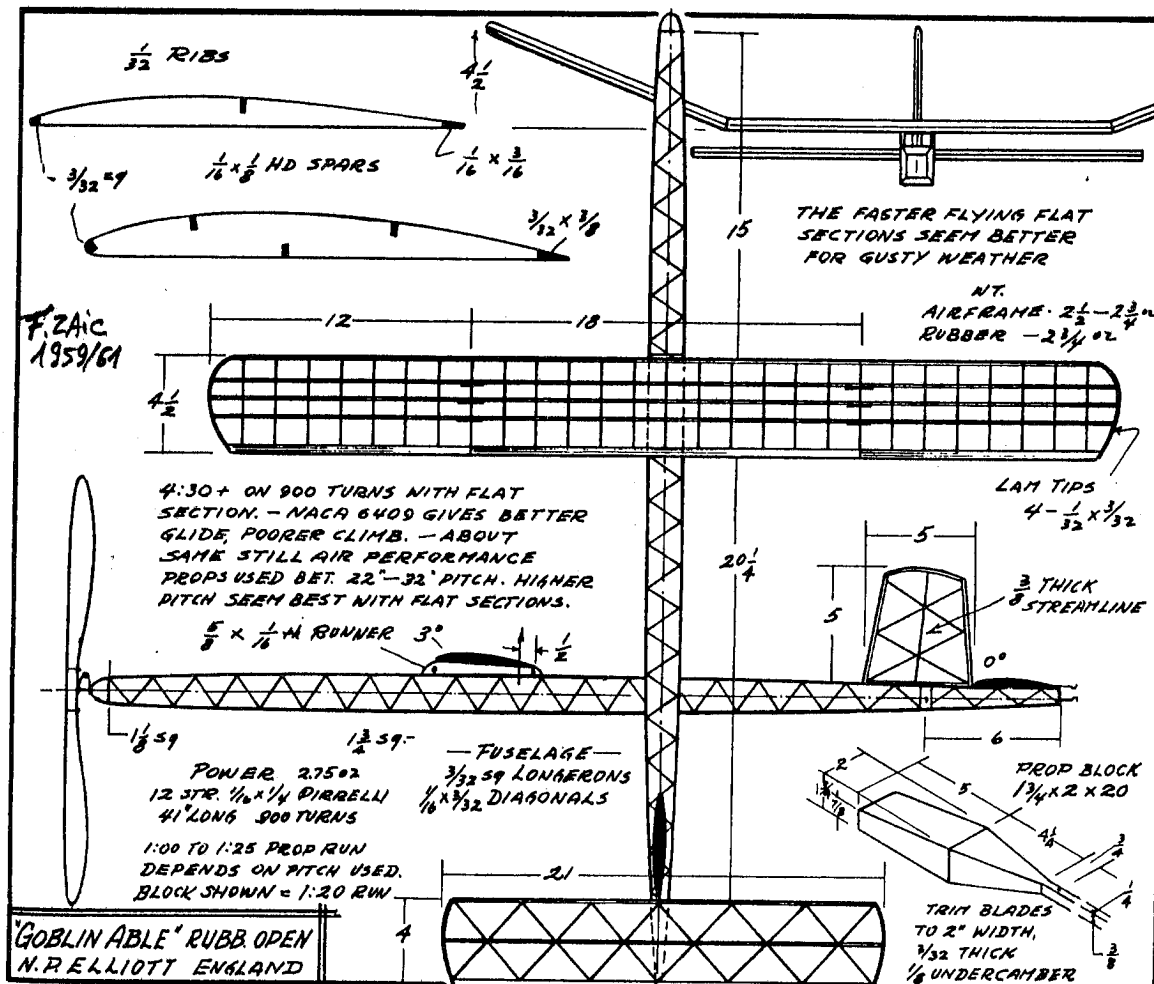 1/32 RIBS
4 1/2
1/16 x 1/8 HD SPARS
1/16 x 3/16
3/32 SQ
3/32 x 3/8
15
THE FASTER FLYING FLAT
SECTIONS SEEM BETTER
FOR GUSTY WEATHER
WT.
AIRFRAME - 2 1/2 - 2 3/4 oz
RUBBER - 2 3/4 oz
F. ZAiC
1959/61
12
18
4 1/2
LAM TIPS
4 - 1/32 x 3/32
4:30+ ON 900 TURNS WITH FLAT
SECTION. - NACA 6409 GIVES BETTER
GLIDE, POORER CLIMB. - ABOUT
SAME STILL AIR PERFORMANCE
PROPS USED BET. 22" - 32" PITCH. HIGHER
PITCH SEEM BEST WITH FLAT SECTIONS.
20 1/4
5
5
3/8 THICK
STREAMLINE
5/8 x 1/16 H RUNNER
3°
1/2
0°
1 1/8 SQ
1 3/4 SQ.-
6
— FUSELAGE —
3/32 SQ LONGERONS
1/16 x 3/32 DIAGONALS
POWER 2.75 oz
12 STR. 1/16 x 1/4 PIRRELLI
41" LONG 900 TURNS
1:00 TO 1:25 PROP RUN
DEPENDS ON PITCH USED.
BLOCK SHOWN = 1:20 RUN
PROP BLOCK
1 3/4 x 2 x 20
2
5
4 1/4
3/4
1/4
3/8
7/8
21
4
TRIM BLADES
TO 2" WIDTH,
3/32 THICK
1/8 UNDERCAMBER
"GOBLIN ABLE" RUBB. OPEN
N.P. ELLIOTT ENGLAND